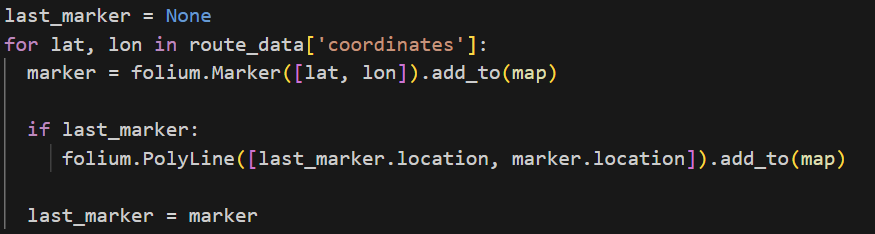 last_marker = None
for lat, lon in route_data['coordinates']:
  marker = folium.Marker([lat, lon]).add_to(map)
  if last_marker:
     folium.PolyLine([last_marker.location, marker.location]).add_to(map)
  last_marker = marker